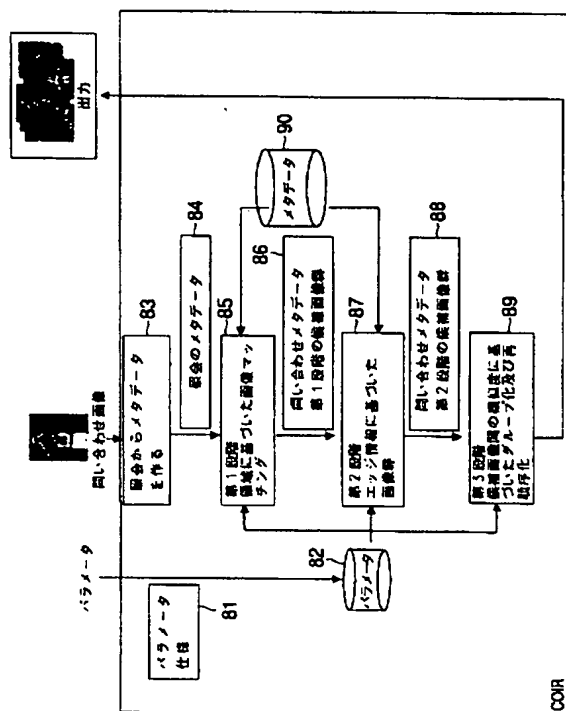 問い合わせ画像
出力
パラメータ
83
照会からメタデータ
を作る
84
照会のメタデータ
85
第1段階
領域に基づいた画像マッ
チング
90
メタデータ
86
問い合わせメタデータ
第1段階の候補画像群
87
第2段階
エッジ情報に基づいた
画像群
88
問い合わせメタデータ
第2段階の候補画像群
89
第3段階
候補画像間の類似度に基
づいたグループ化及び再
順序化
81
パラメータ
仕様
82
パラメータ
COIR